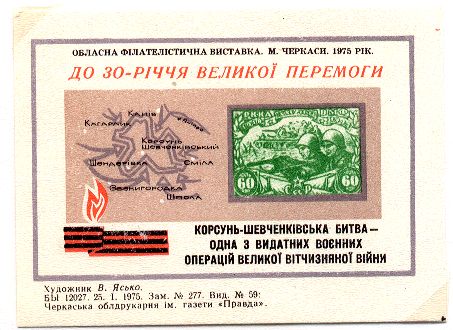 ОБЛАСНА ФІЛАТЕЛІСТИЧНА ВИСТАВКА. М. ЧЕРКАСИ. 1975 РІК.
ДО 30-РІЧЧЯ ВЕЛИКОЇ ПЕРЕМОГИ
Канів
Кагарлик
Корсунь
Шевченківський
Шендерівка
Сміла
Звенигородка
Шпола
60
60
КОРСУНЬ-ШЕВЧЕНКІВСЬКА БИТВА—
ОДНА З ВИДАТНИХ ВОЄННИХ
ОПЕРАЦІЙ ВЕЛИКОЇ ВІТЧИЗНЯНОЇ ВІЙНИ
Художник В. Ясько.
БЫ 12027. 25. 1. 1975. Зам. № 277. Вид. № 59:
Черкаська облдрукарня ім. газети «Правда».